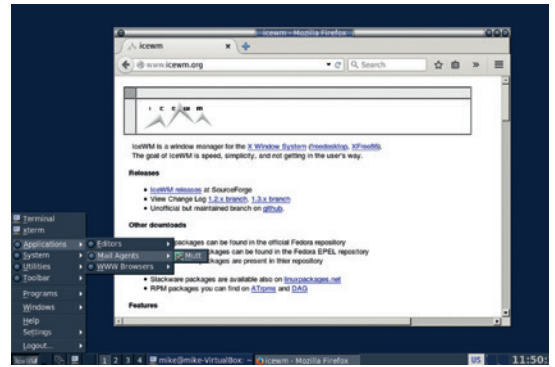 icewm - Mozilla Firefox
icewm
www.icewm.org
Search
icewm
IceWM is a window manager for the X Window System (freedesktop, XFree86).
The goal of IceWM is speed, simplicity, and not getting in the user's way.
Releases
IceWM releases at SourceForge
View Change Log 1.2.x branch, 1.3.x branch
Unofficial but maintained branch on github.
Other downloads
packages can be found in the official Fedora repository
kages can be found in the Fedora EPEL repository
ackages are present in their repository
Slackware packages are available also on linuxpackages.net
RPM packages you can find on ATrpms and DAG
Features
Terminal
xterm
Applications
System
Utilities
Toolbar
Programs
Windows
Help
Settings
Logout...
Editors
Mail Agents
WWW Browsers
Mutt
1 2 3 4 mike@mike-VirtualBox: ~ icewm - Mozilla Firefox US 11:50: